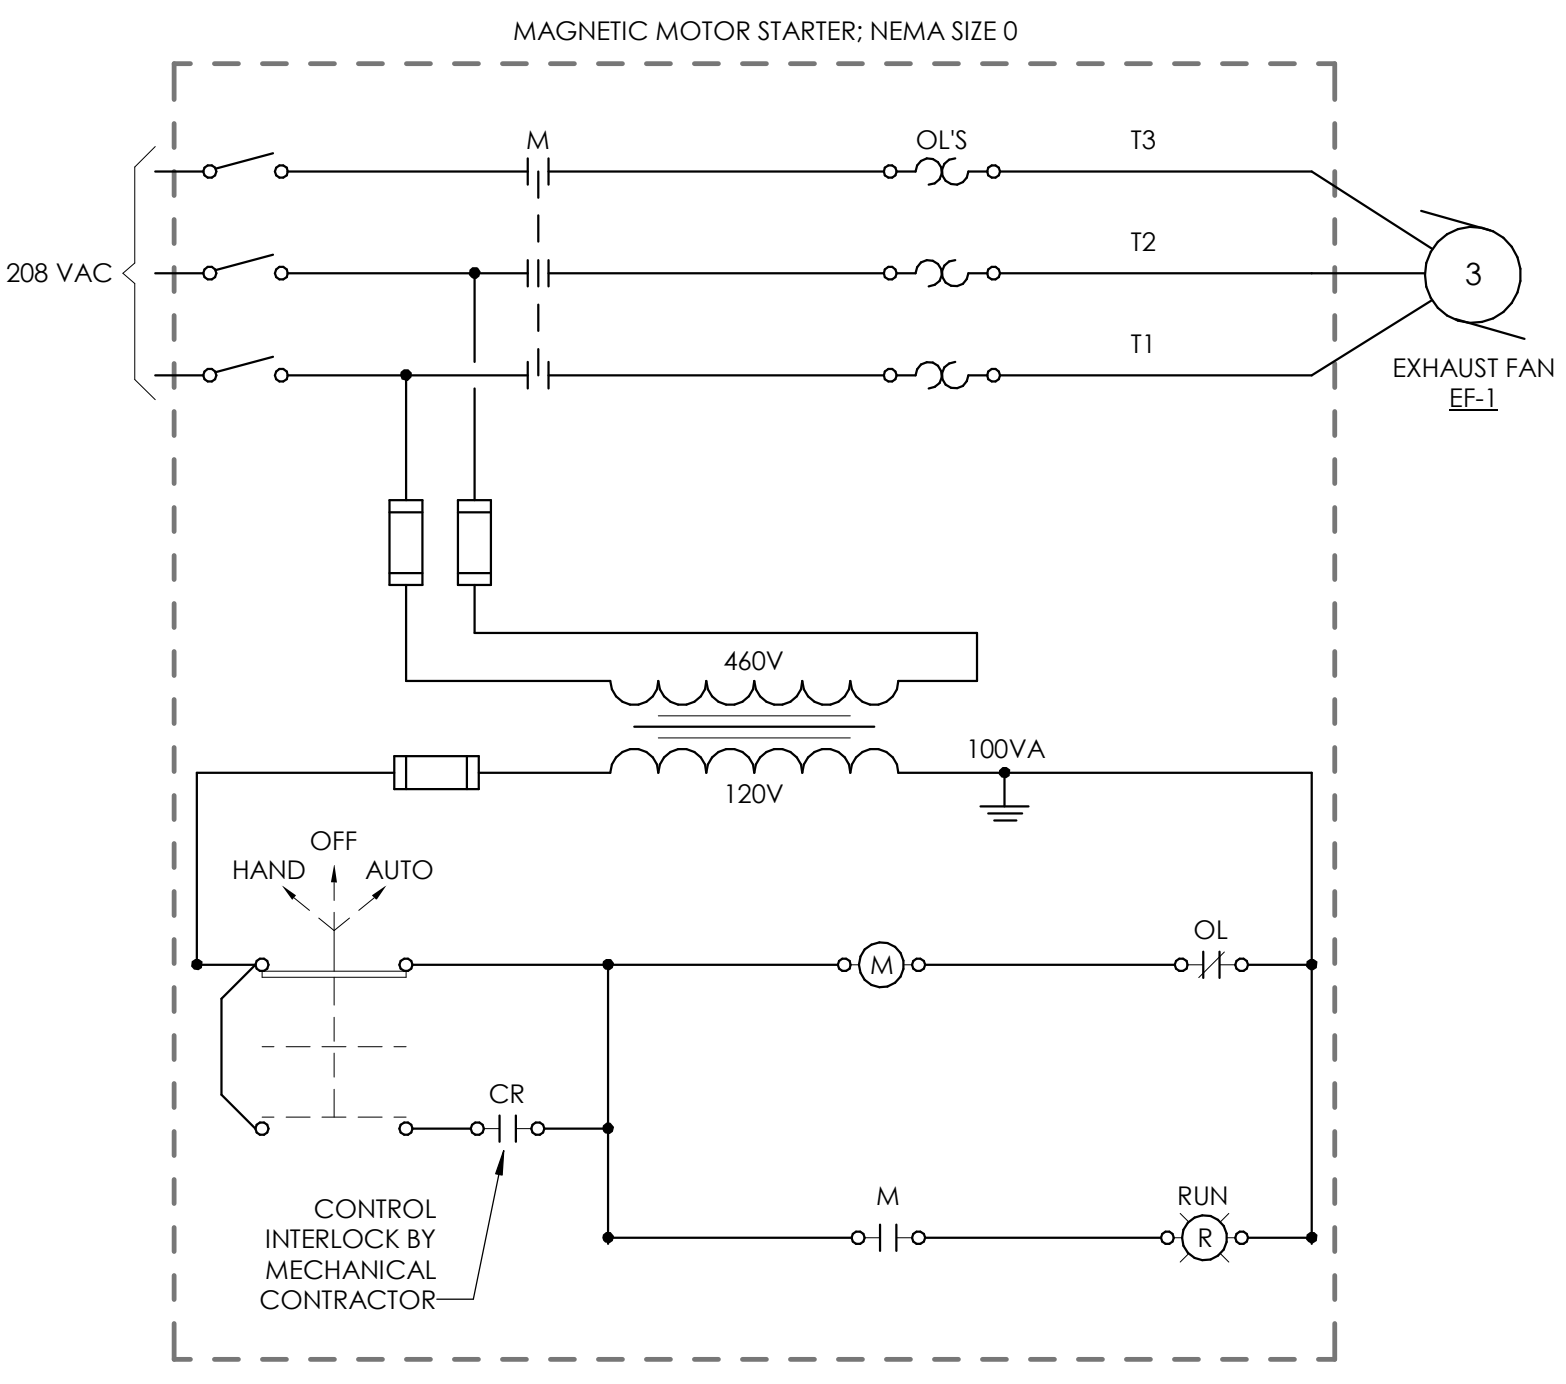 MAGNETIC MOTOR STARTER; NEMA SIZE 0
M
OL'S
T3
T2
208 VAC
3
T1
EXHAUST FAN
EF-1
460V
100VA
120V
OFF
HAND
AUTO
OL
M
CR
CONTROL
INTERLOCK BY
MECHANICAL
CONTRACTOR
M
RUN
R